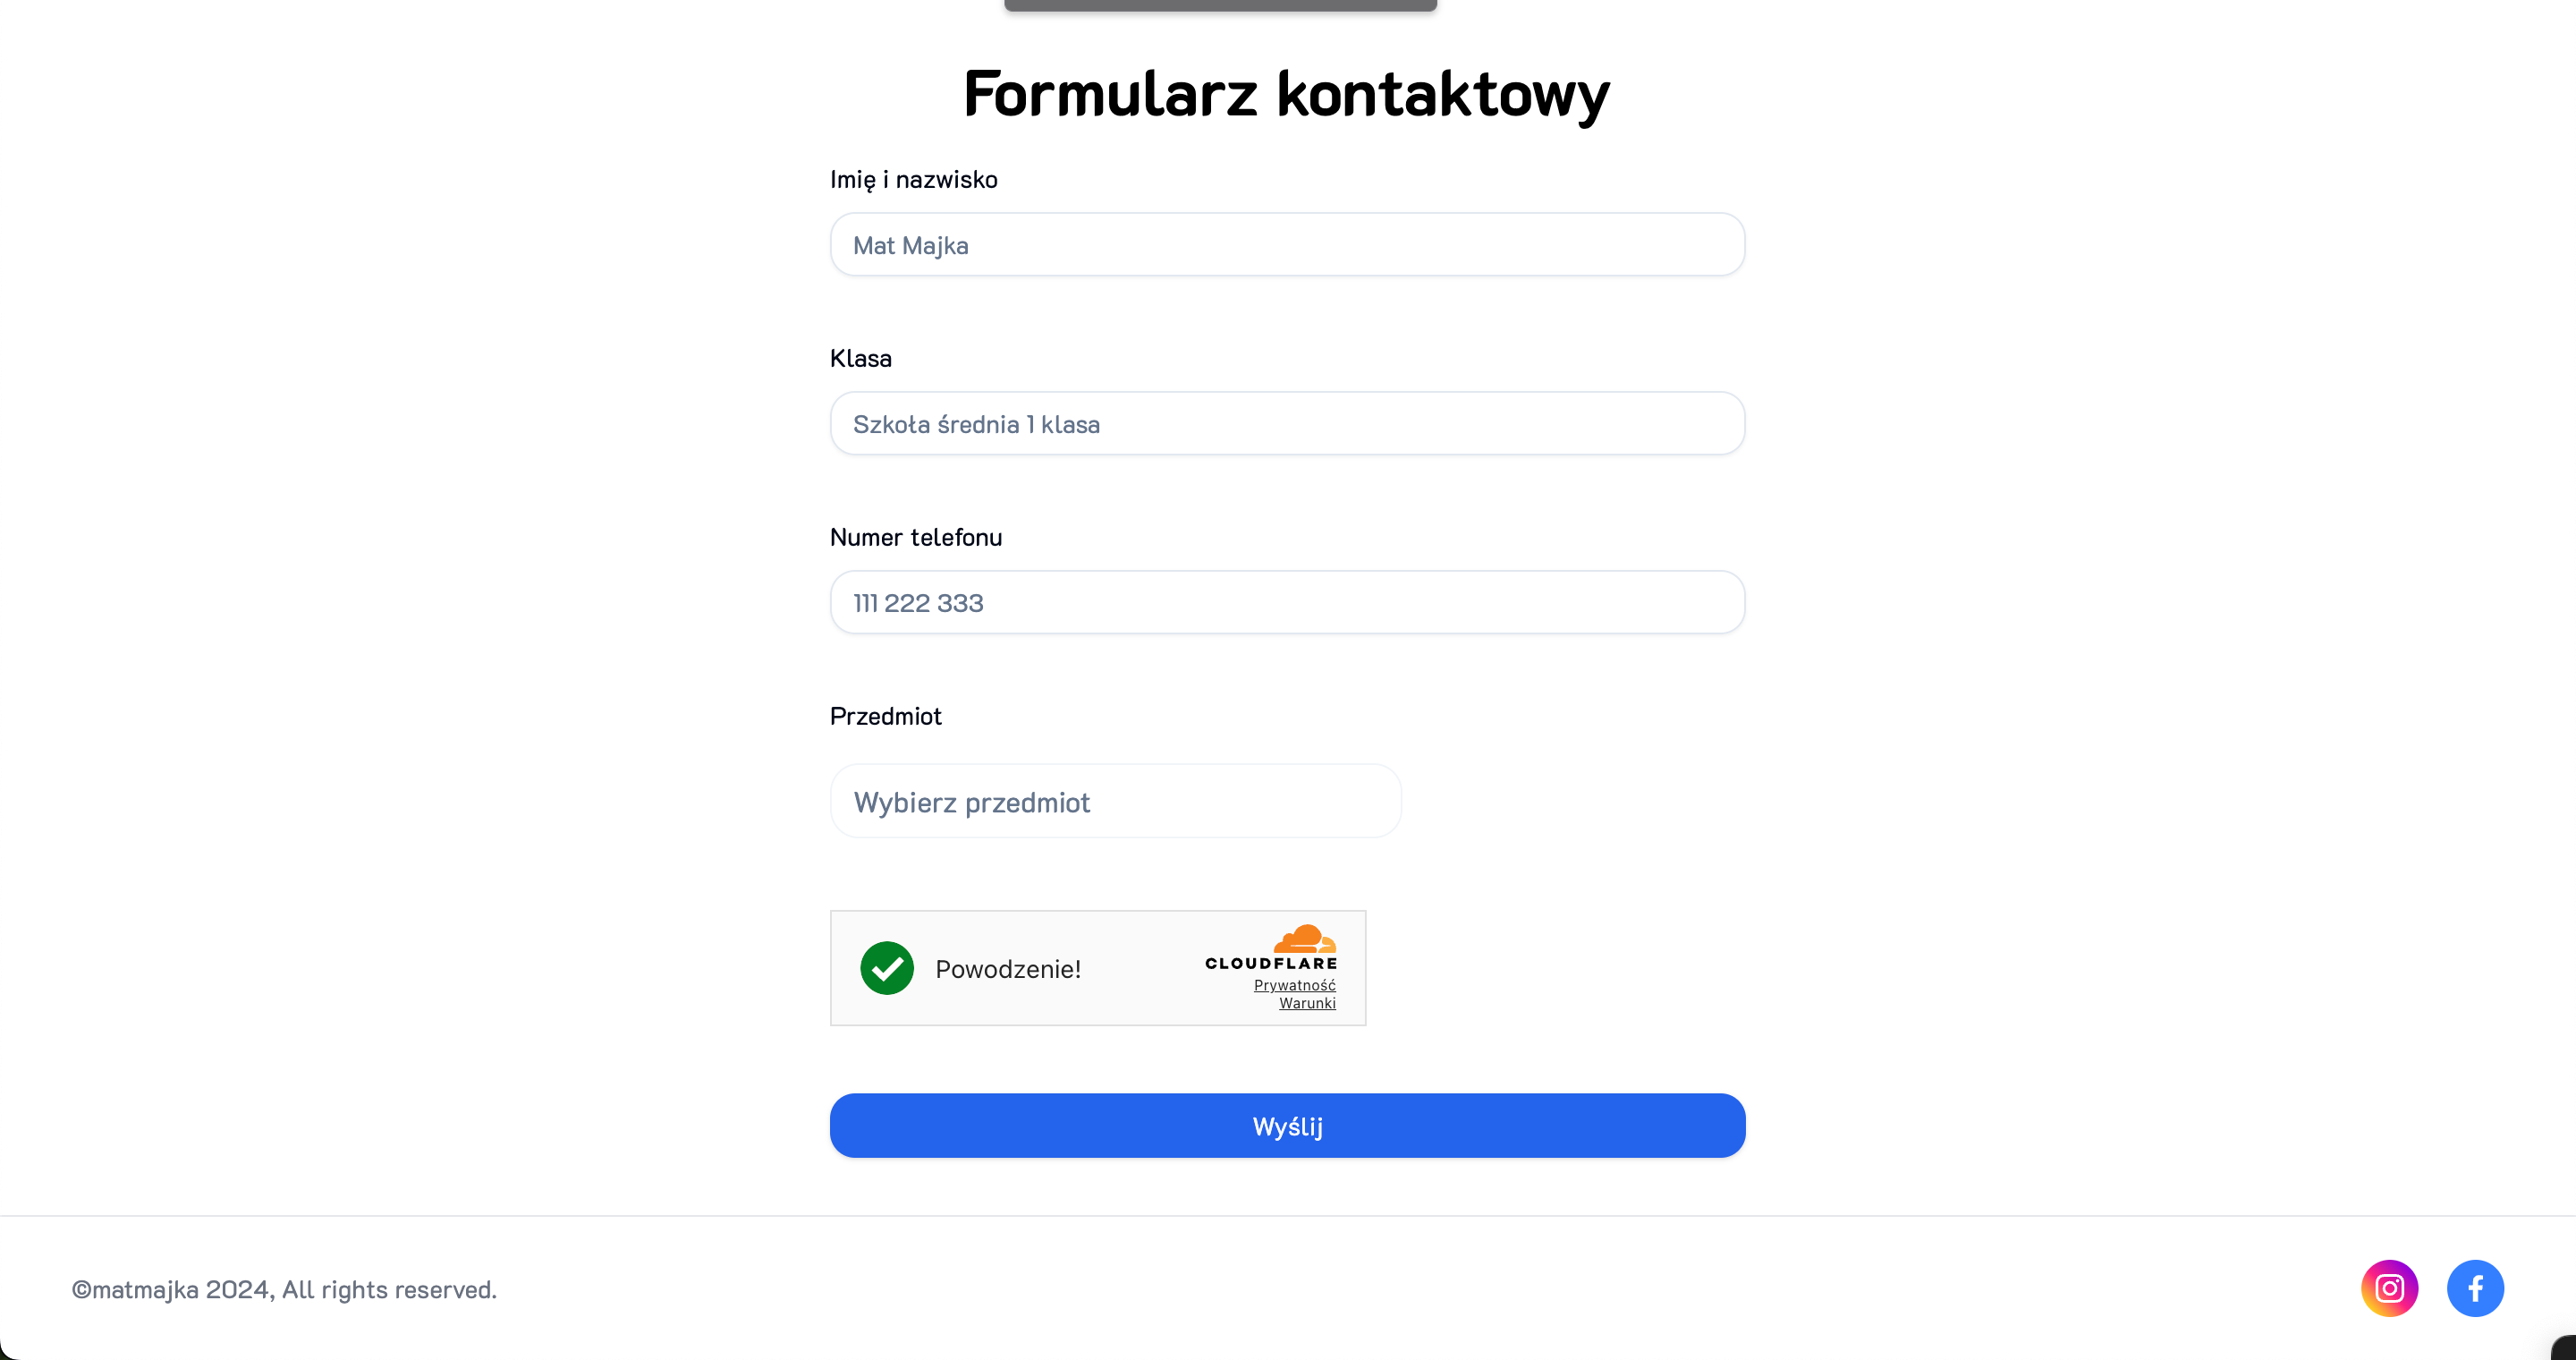 Formularz kontaktowy
Imię i nazwisko
Mat Majka
Klasa
Szkoła średnia 1 klasa
Numer telefonu
111 222 333
Przedmiot
Wybierz przedmiot
Powodzenie!
CLOUDFLARE
Prywatność
Warunki
Wyślij
©matmajka 2024, All rights reserved.